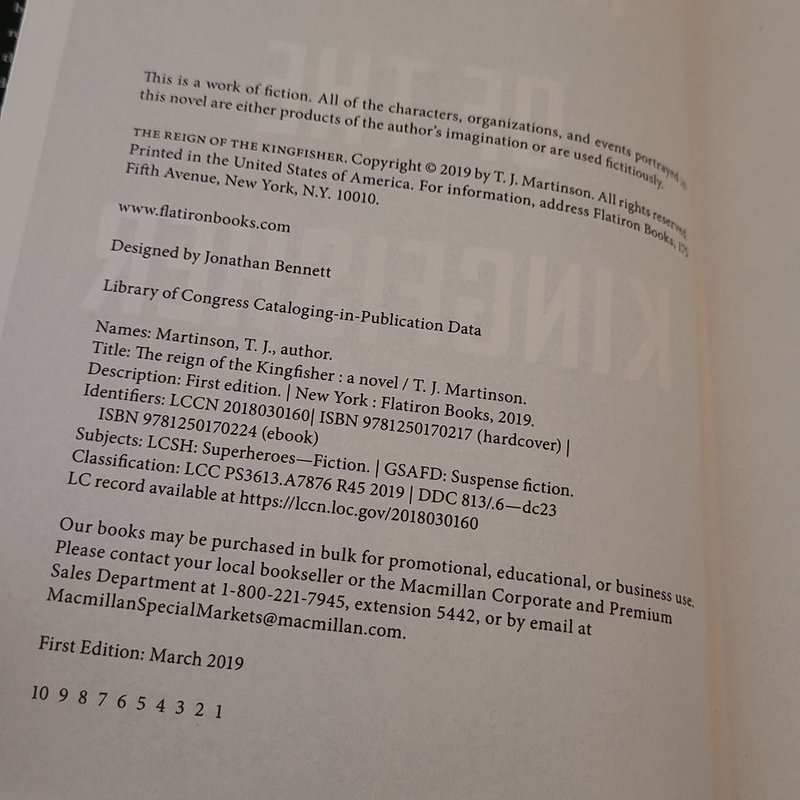 This is a work of fiction. All of the characters, organizations, and events portrayed in
this novel are either products of the author's imagination or are used fictitiously.
THE REIGN OF THE KINGFISHER. Copyright © 2019 by T. J. Martinson. All rights reserved.
Printed in the United States of America. For information, address Flatiron Books, 175
Fifth Avenue, New York, N.Y. 10010.
www.flatironbooks.com
Designed by Jonathan Bennett
Library of Congress Cataloging-in-Publication Data
Names: Martinson, T. J., author.
Title: The reign of the Kingfisher : a novel / T. J. Martinson.
Description: First edition. | New York : Flatiron Books, 2019.
Identifiers: LCCN 2018030160| ISBN 9781250170217 (hardcover) |
ISBN 9781250170224 (ebook)
Subjects: LCSH: Superheroes—Fiction. | GSAFD: Suspense fiction.
Classification: LCC PS3613.A7876 R45 2019 | DDC 813/.6—dc23
LC record available at https://lccn.loc.gov/2018030160
Our books may be purchased in bulk for promotional, educational, or business use.
Please contact your local bookseller or the Macmillan Corporate and Premium
Sales Department at 1-800-221-7945, extension 5442, or by email at
MacmillanSpecialMarkets@macmillan.com.
First Edition: March 2019
10 9 8 7 6 5 4 3 2 1